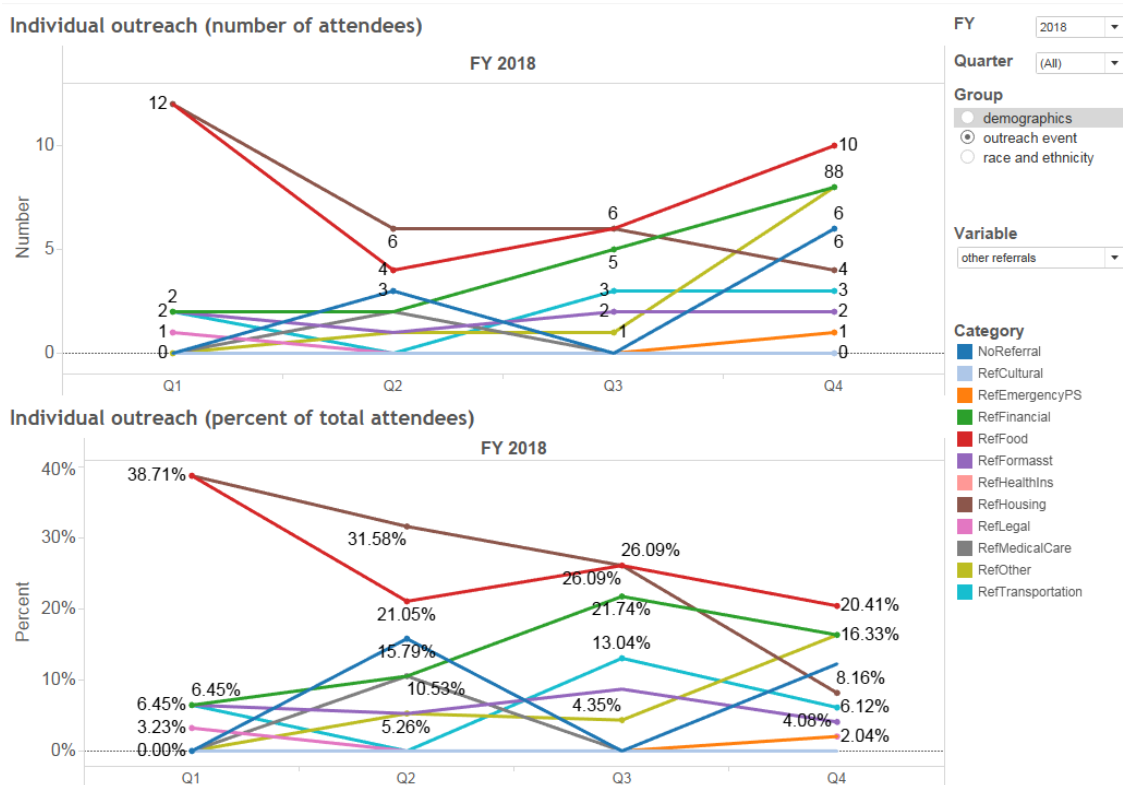 Individual outreach (number of attendees)
FY 2018
Number
10
5
0
12
2
2
1
0
6
4
3
6
5
3
2
1
10
88
6
6
4
3
2
1
0
Q1
Q2
Q3
Q4
Individual outreach (percent of total attendees)
FY 2018
Percent
40%
30%
20%
10%
0%
38.71%
6.45%
6.45%
3.23%
0.00%
31.58%
21.05%
15.79%
10.53%
5.26%
26.09%
26.09%
21.74%
13.04%
4.35%
20.41%
16.33%
8.16%
6.12%
4.08%
2.04%
Q1
Q2
Q3
Q4
FY
2018
Quarter
(All)
Group
demographics
outreach event
race and ethnicity
Variable
other referrals
Category
NoReferral
RefCultural
RefEmergencyPS
RefFinancial
RefFood
RefFormasst
RefHealthIns
RefHousing
RefLegal
RefMedicalCare
RefOther
RefTransportation